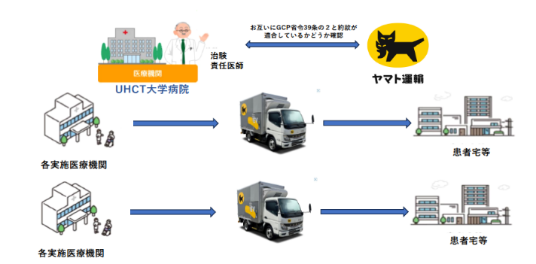 お互いにGCP省令39条の2と約款が
適合しているかどうか確認
治験
責任医師
医療機関
UHCT大学病院
ヤマト運輸
各実施医療機関
患者宅等
各実施医療機関
患者宅等